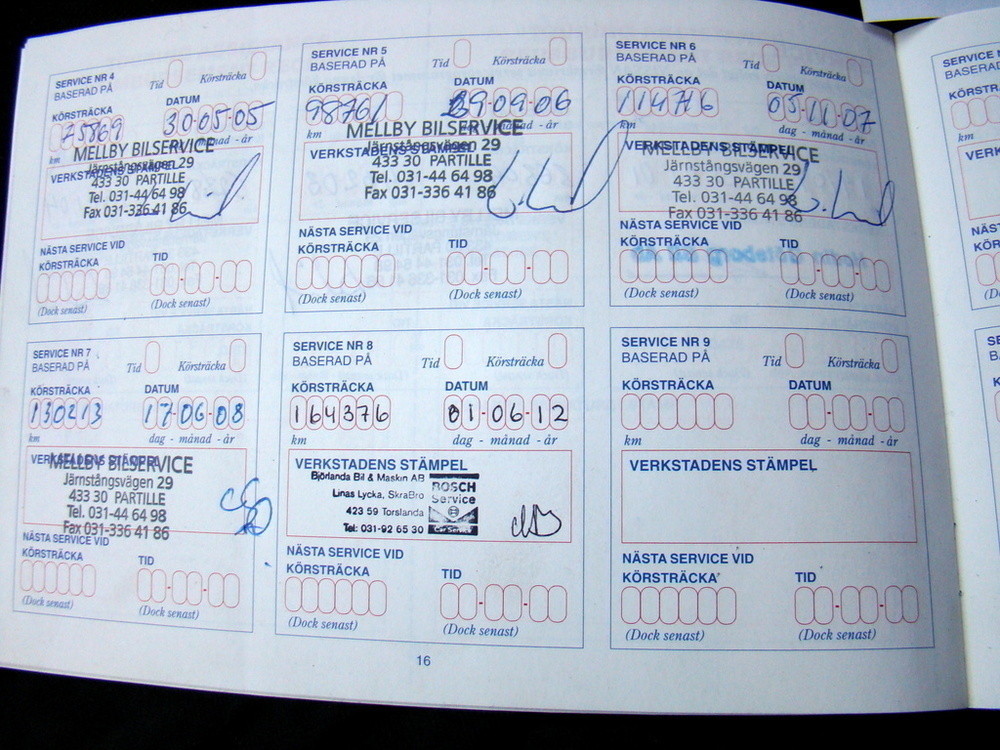 SERVICE NR 4
BASERAD PÅ
Tid
Körsträcka
KÖRSTRÄCKA
DATUM
75869
30-05-05
km
MELLBY BILSERVICE
VERKSTADENS STÄMPEL
Järnstångsvägen 29
433 30 PARTILLE
Tel. 031-44 64 98
Fax 031-336 41 86
NÄSTA SERVICE VID
KÖRSTRÄCKA
TID
(Dock senast)
(Dock senast)
SERVICE NR 5
BASERAD PÅ
Tid
Körsträcka
KÖRSTRÄCKA
DATUM
98761
29-09-06
km
månad - år
MELLBY BILSERVICE
VERKSTADENS STÄMPEL
Järnstångsvägen 29
433 30 PARTILLE
Tel. 031-44 64 98
Fax 031-336 41 86
NÄSTA SERVICE VID
KÖRSTRÄCKA
TID
(Dock senast)
(Dock senast)
SERVICE NR 6
BASERAD PÅ
Tid
Körsträcka
KÖRSTRÄCKA
DATUM
114716
km
dag - månad - år
VERKSTADENS STÄMPEL
MELLBY BILSERVICE
Järnstångsvägen 29
433 30 PARTILLE
Tel. 031-44 64 98
Fax 031-336 41 86
NÄSTA SERVICE VID
KÖRSTRÄCKA
TID
(Dock senast)
(Dock senast)
SERVICE NR 7
BASERAD PÅ
Tid
Körsträcka
KÖRSTRÄCKA
DATUM
130213
17-06-08
km
dag - månad - år
VERKSTADENS STÄMPEL
MELLBY BILSERVICE
Järnstångsvägen 29
433 30 PARTILLE
Tel. 031-44 64 98
Fax 031-336 41 86
NÄSTA SERVICE VID
KÖRSTRÄCKA
TID
(Dock senast)
(Dock senast)
SERVICE NR 8
BASERAD PÅ
Tid
Körsträcka
KÖRSTRÄCKA
DATUM
164376
01-06-12
km
dag - månad - år
VERKSTADENS STÄMPEL
Björlanda Bil & Maskin AB
Linas Lycka, SkraBro
423 59 Torslanda
Tel: 031-92 65 30
BOSCH
Service
NÄSTA SERVICE VID
KÖRSTRÄCKA
TID
(Dock senast)
(Dock senast)
SERVICE NR 9
BASERAD PÅ
Tid
Körsträcka
KÖRSTRÄCKA
DATUM
km
dag - månad - år
VERKSTADENS STÄMPEL
NÄSTA SERVICE VID
KÖRSTRÄCKA
TID
(Dock senast)
(Dock senast)
16